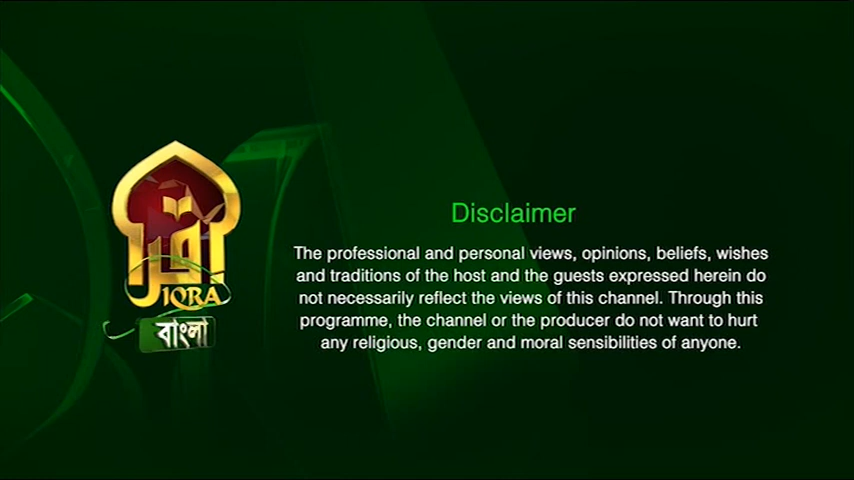 Disclaimer
The professional and personal views, opinions, beliefs, wishes
and traditions of the host and the guests expressed herein do
not necessarily reflect the views of this channel. Through this
programme, the channel or the producer do not want to hurt
any religious, gender and moral sensibilities of anyone.
IQRA
বাংলা